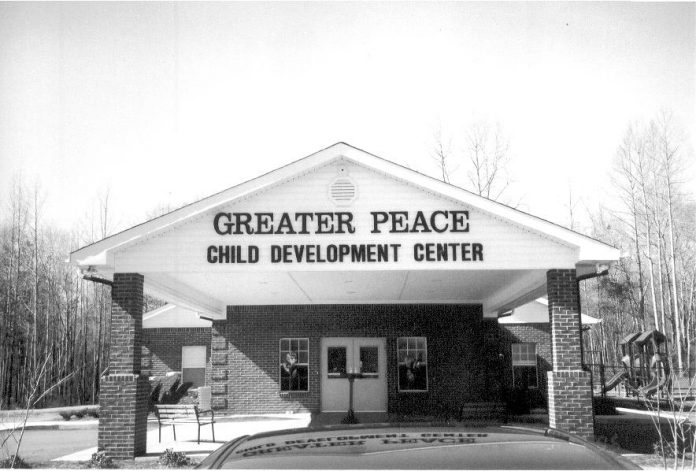 GREATER PEACE
CHILD DEVELOPMENT CENTER